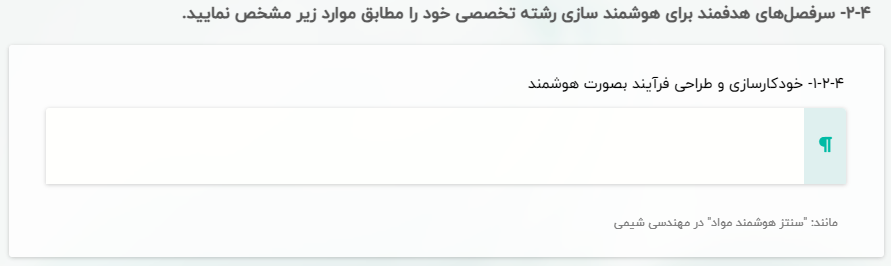 ۴-۲- سرفصل‌های هدفمند برای هوشمند سازی رشته تخصصی خود را مطابق موارد زیر مشخص نمایید.
۴-۲-۱- خودکارسازی و طراحی فرآیند بصورت هوشمند
¶
مانند: "سنتز هوشمند مواد" در مهندسی شیمی